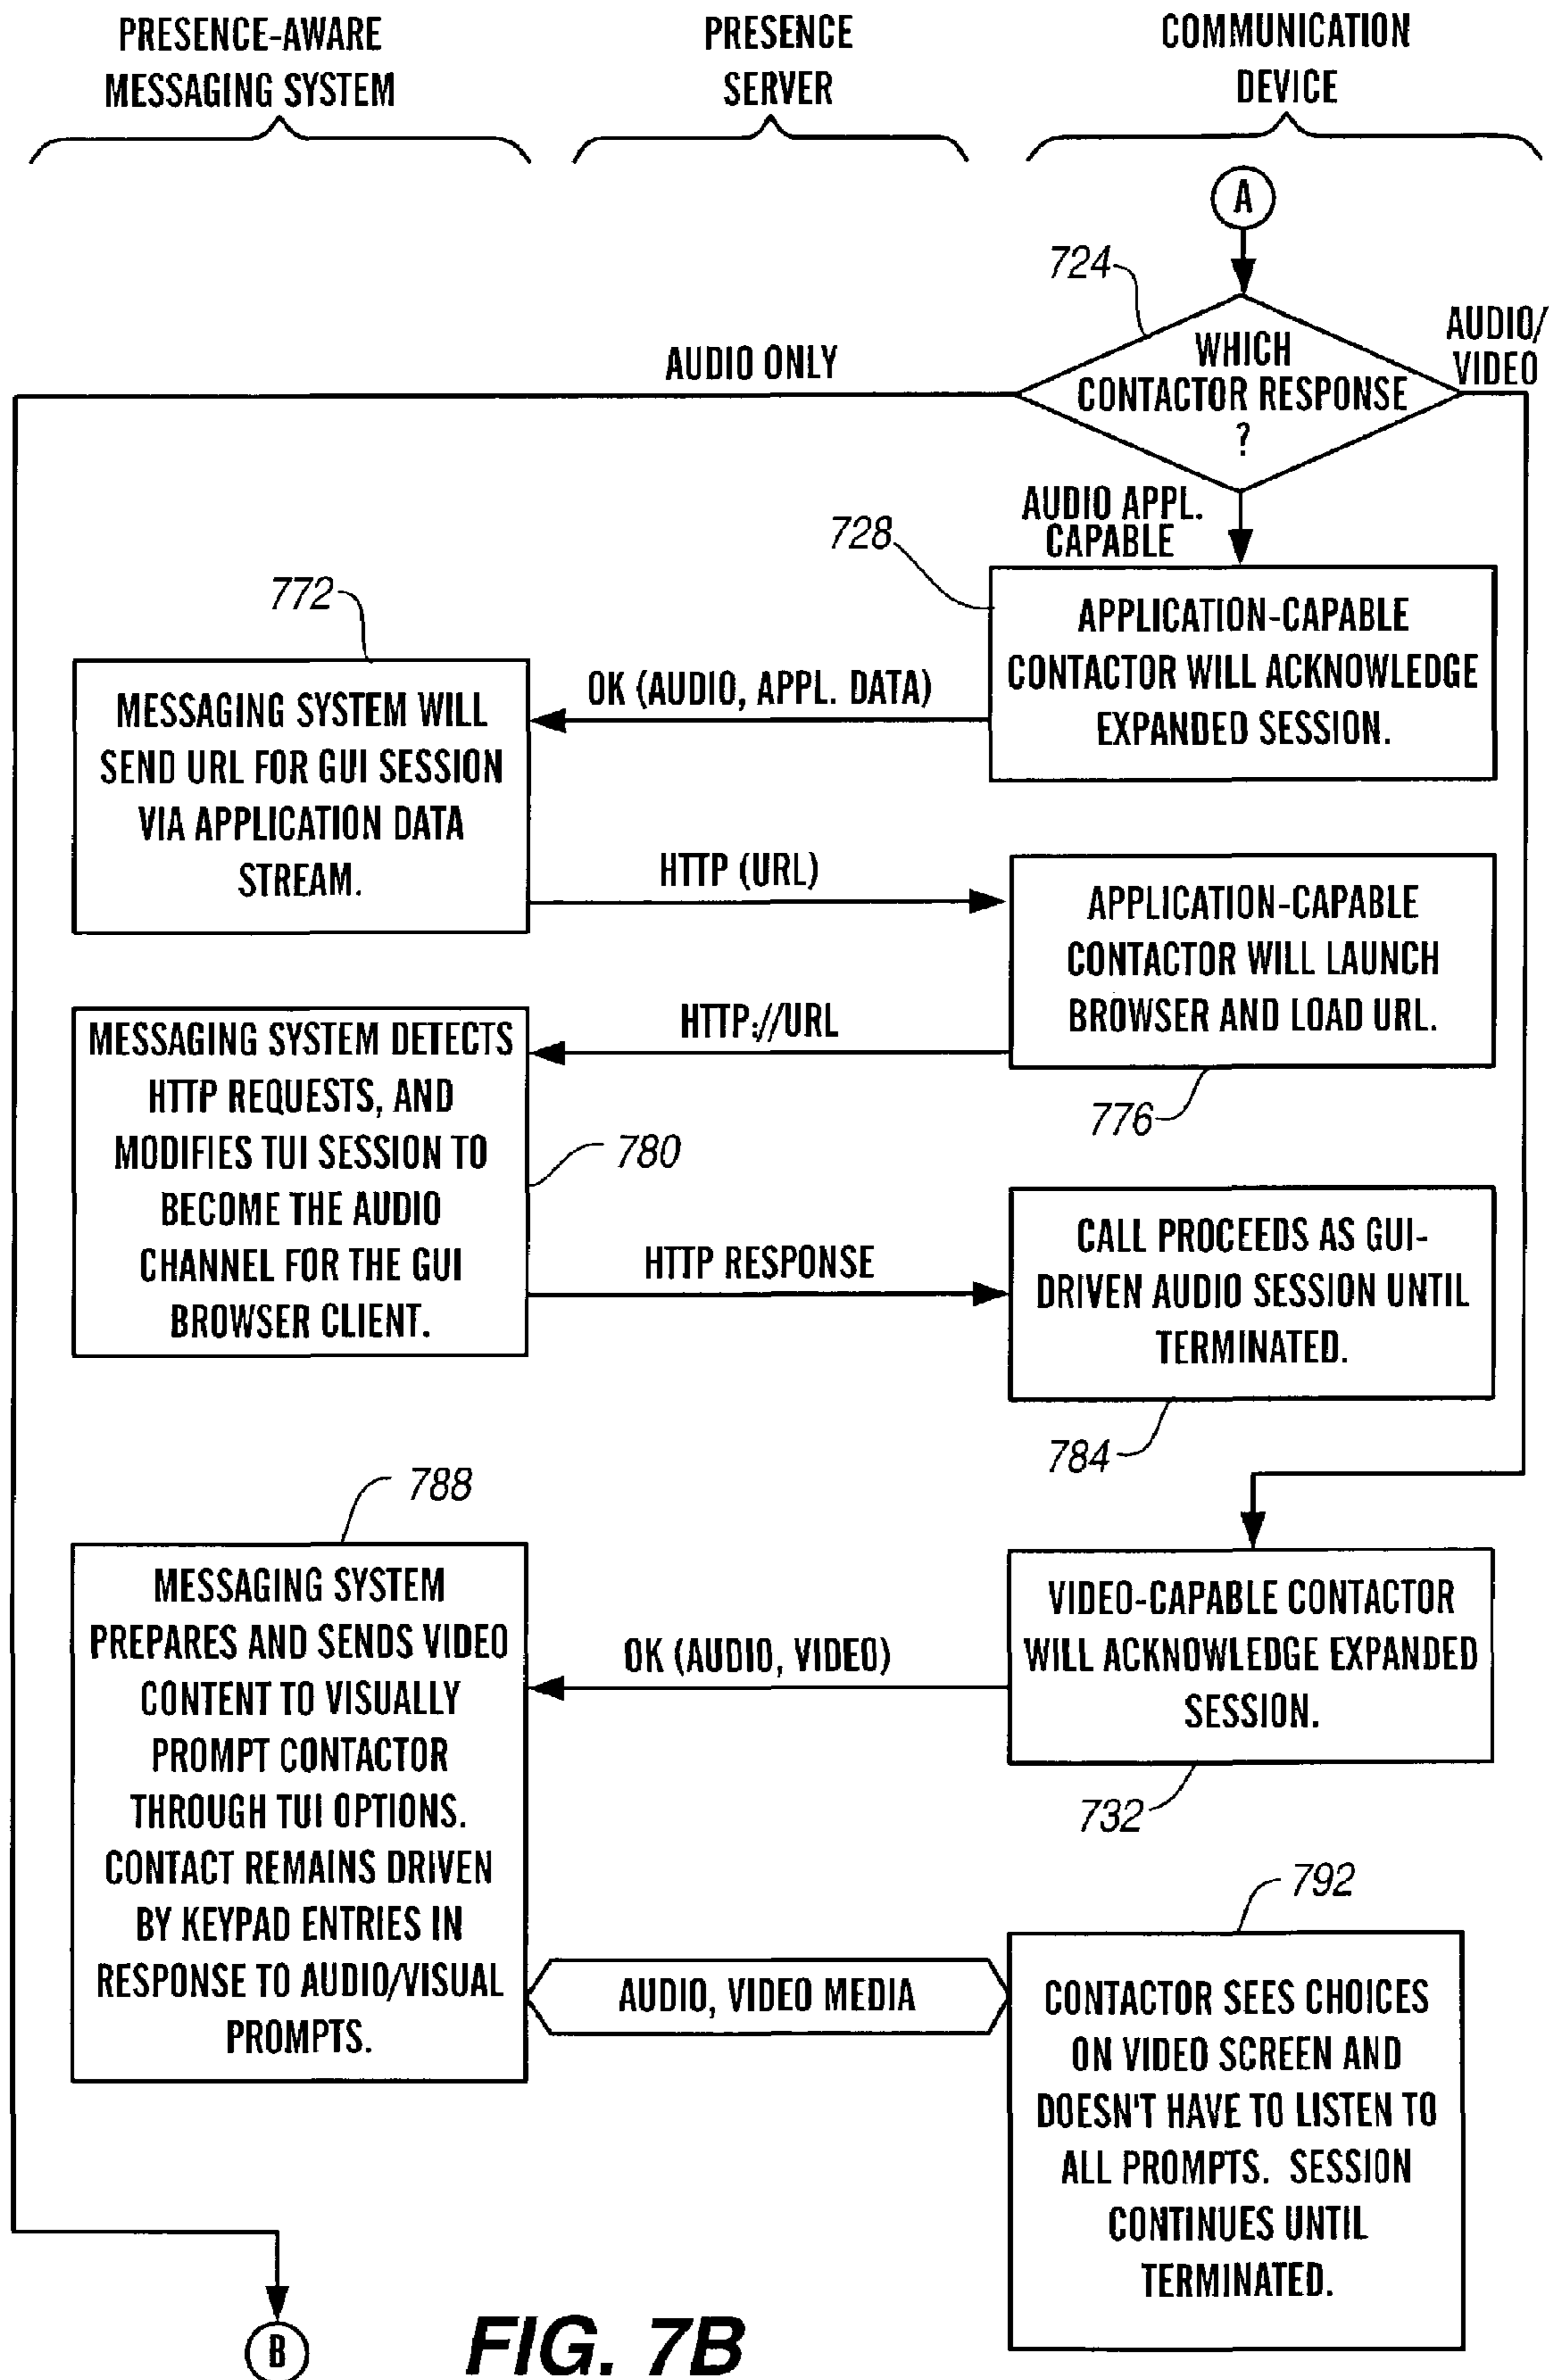 PRESENCE-AWARE
MESSAGING SYSTEM
PRESENCE
SERVER
COMMUNICATION
DEVICE
A
724
WHICH
CONTACTOR RESPONSE
?
AUDIO ONLY
AUDIO/
VIDEO
AUDIO APPL.
CAPABLE
728
APPLICATION-CAPABLE
CONTACTOR WILL ACKNOWLEDGE
EXPANDED SESSION.
OK (AUDIO, APPL. DATA)
772
MESSAGING SYSTEM WILL
SEND URL FOR GUI SESSION
VIA APPLICATION DATA
STREAM.
HTTP (URL)
APPLICATION-CAPABLE
CONTACTOR WILL LAUNCH
BROWSER AND LOAD URL.
776
HTTP://URL
MESSAGING SYSTEM DETECTS
HTTP REQUESTS, AND
MODIFIES TUI SESSION TO
BECOME THE AUDIO
CHANNEL FOR THE GUI
BROWSER CLIENT.
780
HTTP RESPONSE
CALL PROCEEDS AS GUI-
DRIVEN AUDIO SESSION UNTIL
TERMINATED.
784
VIDEO-CAPABLE CONTACTOR
WILL ACKNOWLEDGE EXPANDED
SESSION.
732
OK (AUDIO, VIDEO)
788
MESSAGING SYSTEM
PREPARES AND SENDS VIDEO
CONTENT TO VISUALLY
PROMPT CONTACTOR
THROUGH TUI OPTIONS.
CONTACT REMAINS DRIVEN
BY KEYPAD ENTRIES IN
RESPONSE TO AUDIO/VISUAL
PROMPTS.
AUDIO, VIDEO MEDIA
792
CONTACTOR SEES CHOICES
ON VIDEO SCREEN AND
DOESN'T HAVE TO LISTEN TO
ALL PROMPTS. SESSION
CONTINUES UNTIL
TERMINATED.
B
FIG. 7B